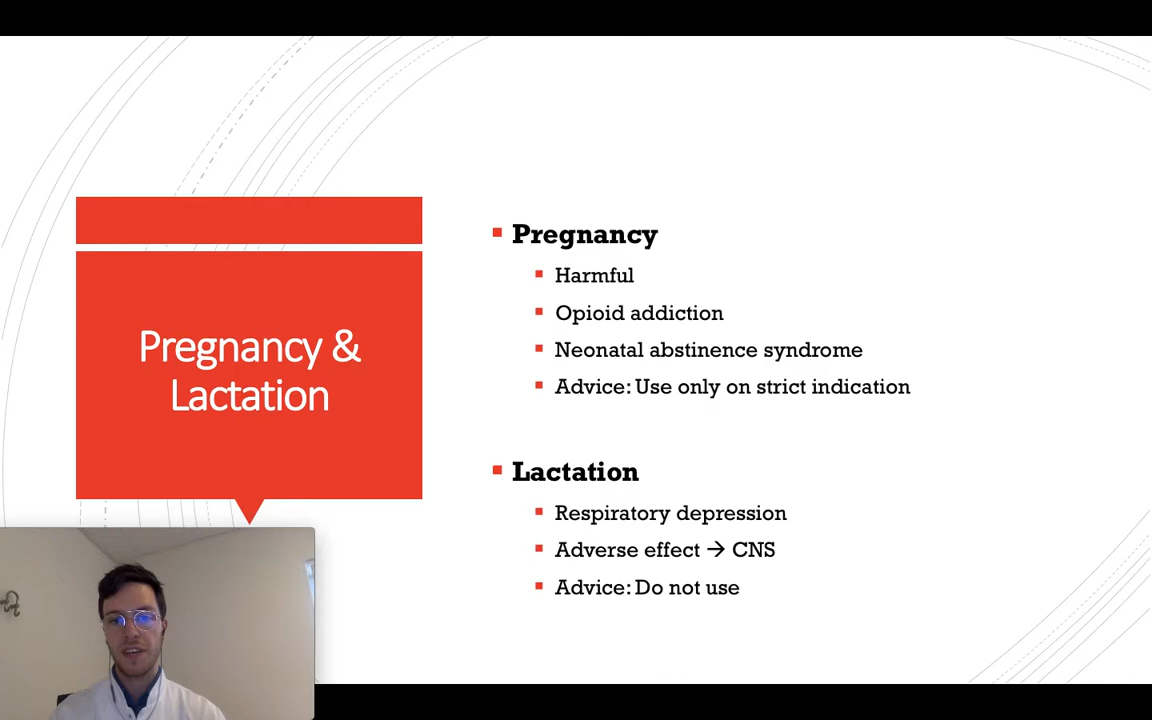 Pregnancy &
Lactation
Pregnancy
Harmful
Opioid addiction
Neonatal abstinence syndrome
Advice: Use only on strict indication
Lactation
Respiratory depression
Adverse effect → CNS
Advice: Do not use